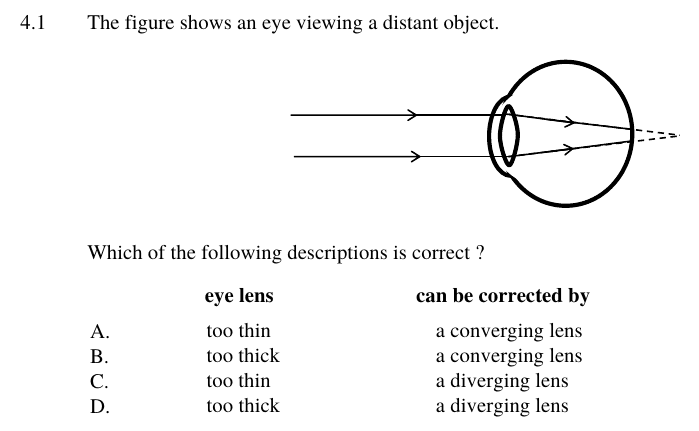 4.1 The figure shows an eye viewing a distant object.
Which of the following descriptions is correct ?
eye lens can be corrected by
A. too thin a converging lens
B. too thick a converging lens
C. too thin a diverging lens
D. too thick a diverging lens